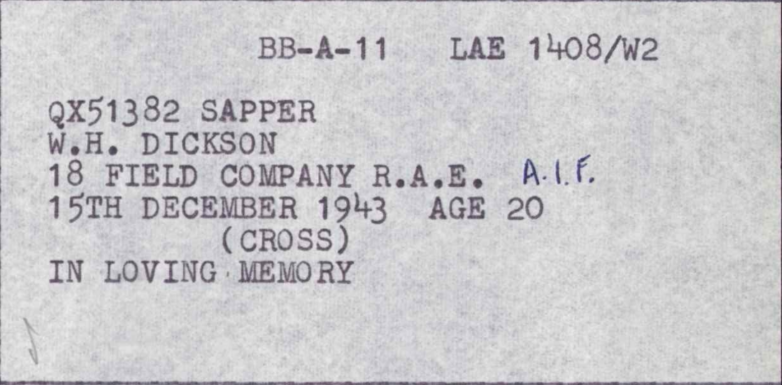 BB-A-11 LAE 1408/W2
QX51382 SAPPER
W.H. DICKSON
18 FIELD COMPANY R.A.E. A.I.F.
15TH DECEMBER 1943 AGE 20
(CROSS)
IN LOVING MEMORY